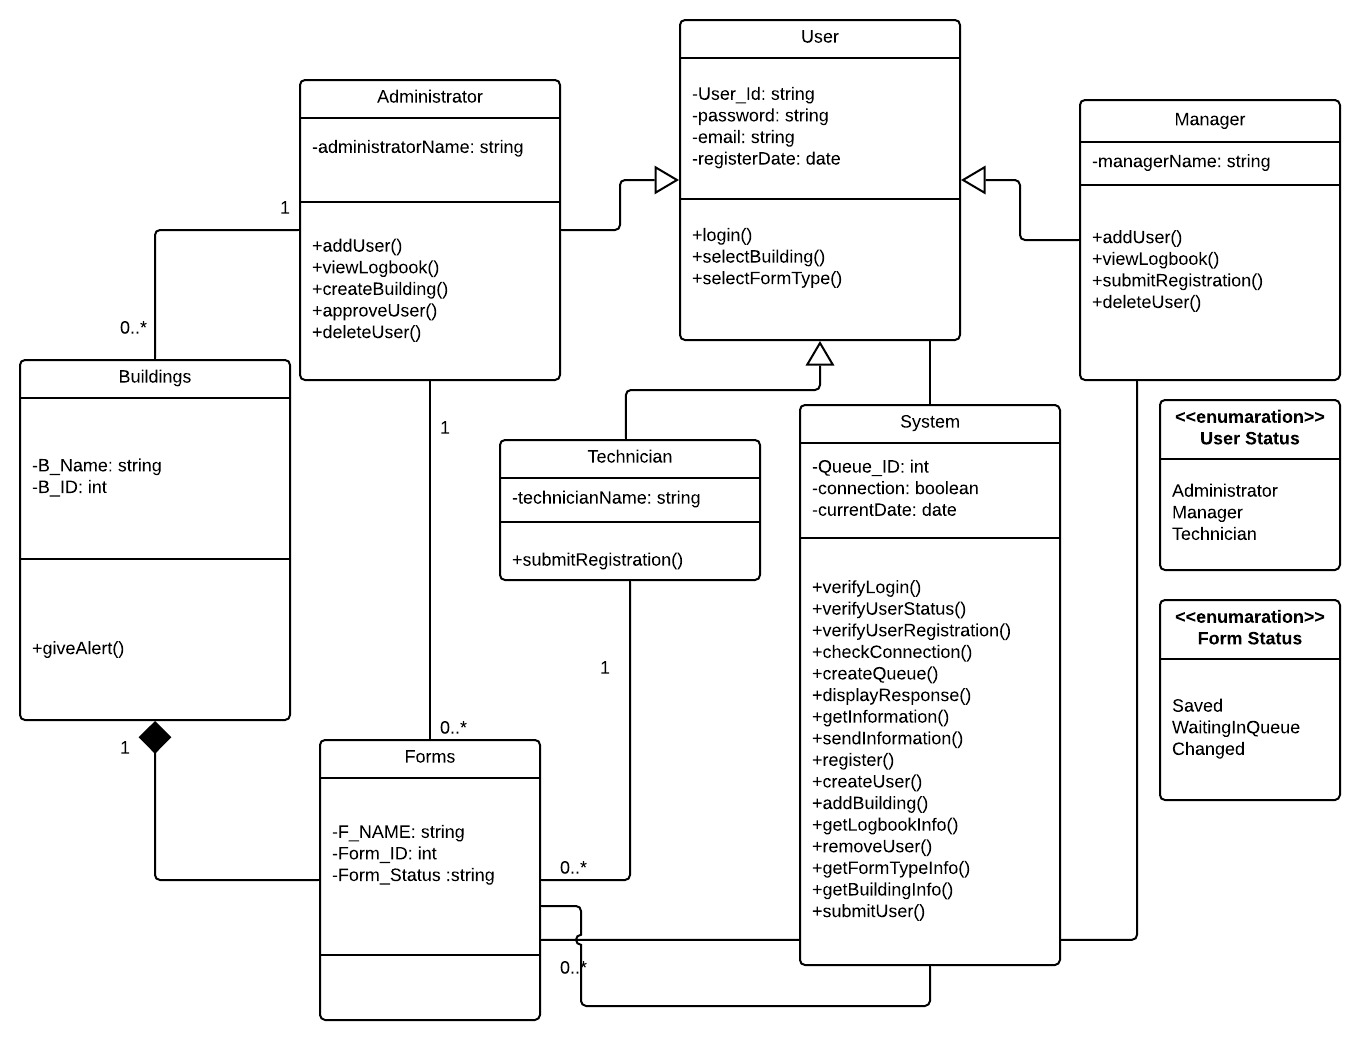 User
-User_Id: string
-password: string
-email: string
-registerDate: date
+login()
+selectBuilding()
+selectFormType()
Administrator
-administratorName: string
+addUser()
+viewLogbook()
+createBuilding()
+approveUser()
+deleteUser()
Manager
-managerName: string
+addUser()
+viewLogbook()
+submitRegistration()
+deleteUser()
1
0..*
Buildings
-B_Name: string
-B_ID: int
+giveAlert()
1
1
0..*
Technician
-technicianName: string
+submitRegistration()
1
0..*
System
-Queue_ID: int
-connection: boolean
-currentDate: date
+verifyLogin()
+verifyUserStatus()
+verifyUserRegistration()
+checkConnection()
+createQueue()
+displayResponse()
+getInformation()
+sendInformation()
+register()
+createUser()
+addBuilding()
+getLogbookInfo()
+removeUser()
+getFormTypeInfo()
+getBuildingInfo()
+submitUser()
<<enumaration>>
User Status
Administrator
Manager
Technician
<<enumaration>>
Form Status
Saved
WaitingInQueue
Changed
Forms
-F_NAME: string
-Form_ID: int
-Form_Status :string
0..*